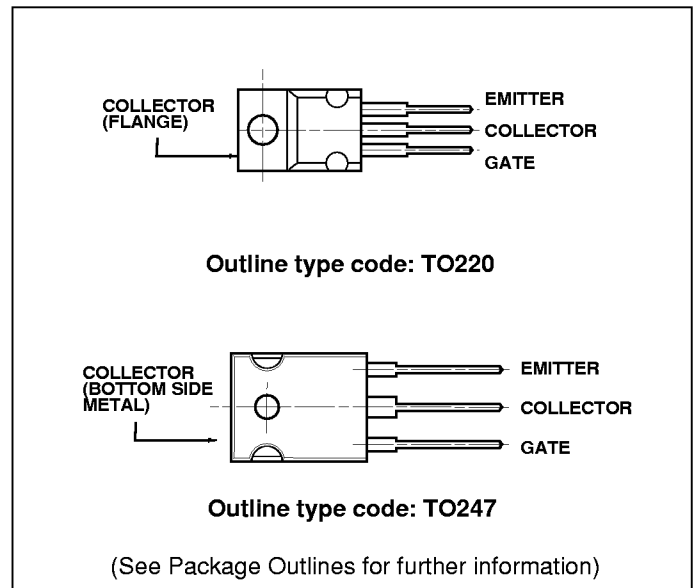 COLLECTOR
(FLANGE)
EMITTER
COLLECTOR
GATE
Outline type code: TO220
COLLECTOR
(BOTTOM SIDE
METAL)
EMITTER
COLLECTOR
GATE
Outline type code: TO247
(See Package Outlines for further information)